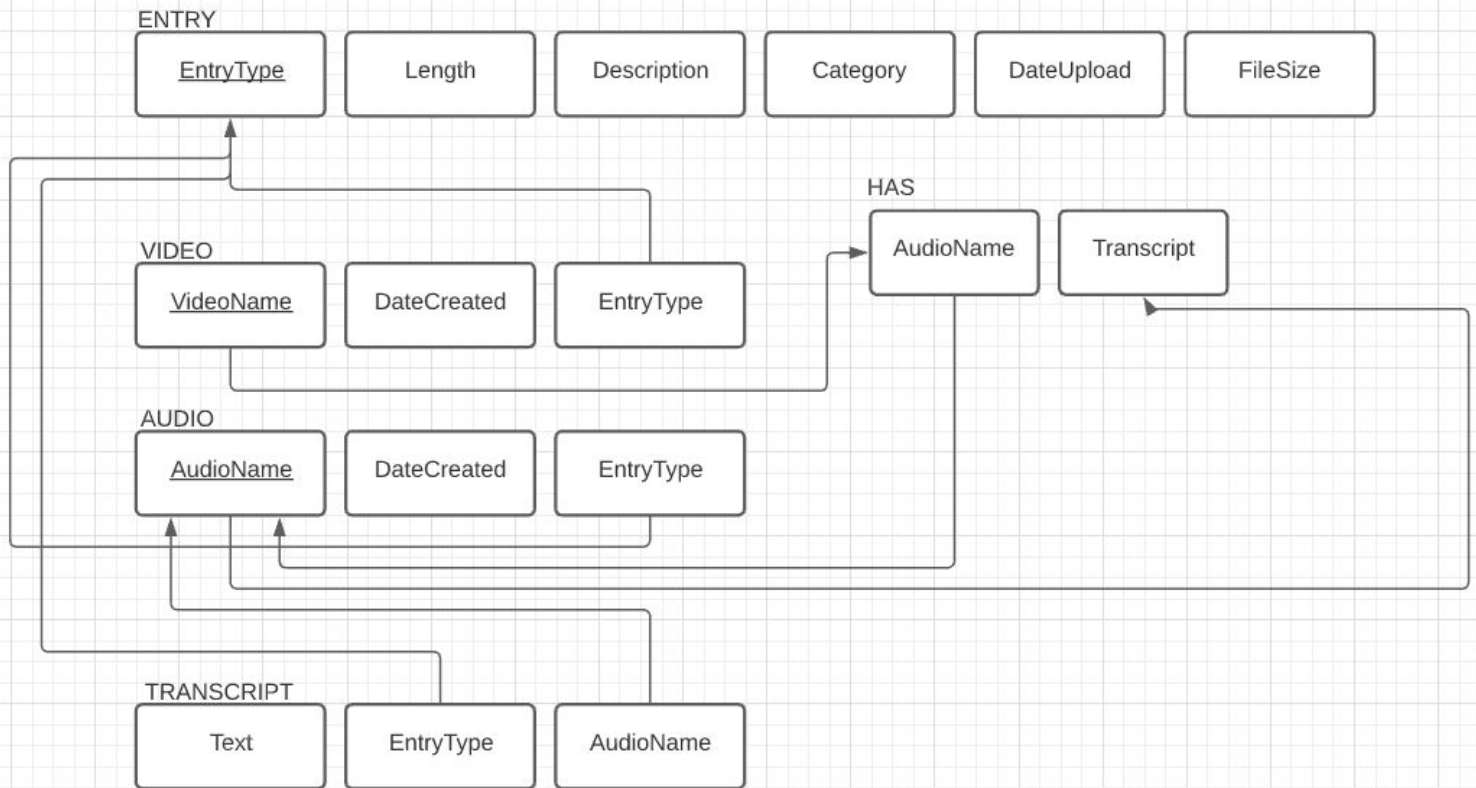 ENTRY
EntryType Length Description Category DateUpload FileSize
HAS
AudioName Transcript
VIDEO
VideoName DateCreated EntryType
AUDIO
AudioName DateCreated EntryType
TRANSCRIPT
Text EntryType AudioName